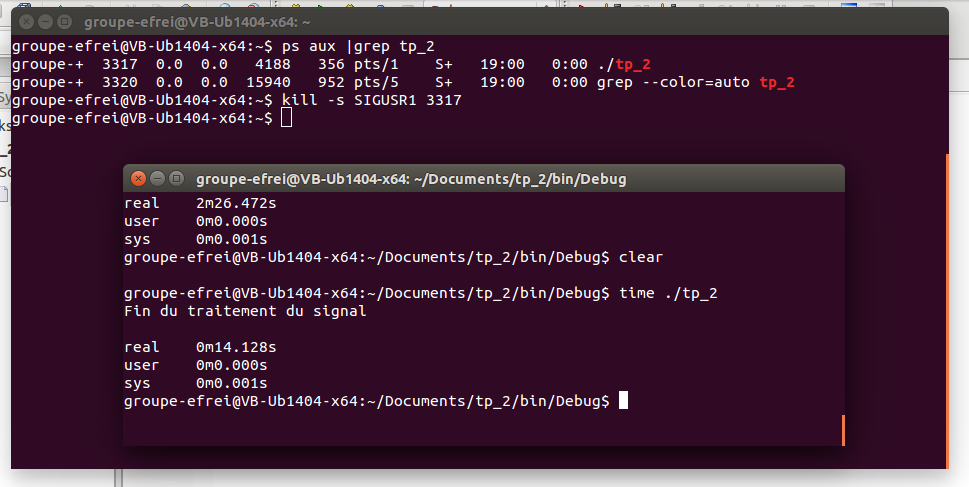 groupe-efrei@VB-Ub1404-x64: ~
groupe-efrei@VB-Ub1404-x64:~$ ps aux |grep tp_2
groupe-+  3317  0.0  0.0   4188   356 pts/1    S+   19:00   0:00 ./tp_2
groupe-+  3320  0.0  0.0  15940   952 pts/5    S+   19:00   0:00 grep --color=auto tp_2
groupe-efrei@VB-Ub1404-x64:~$ kill -s SIGUSR1 3317
groupe-efrei@VB-Ub1404-x64:~$
groupe-efrei@VB-Ub1404-x64: ~/Documents/tp_2/bin/Debug
real    2m26.472s
user    0m0.000s
sys     0m0.001s
groupe-efrei@VB-Ub1404-x64:~/Documents/tp_2/bin/Debug$ clear
groupe-efrei@VB-Ub1404-x64:~/Documents/tp_2/bin/Debug$ time ./tp_2
Fin du traitement du signal
real    0m14.128s
user    0m0.000s
sys     0m0.001s
groupe-efrei@VB-Ub1404-x64:~/Documents/tp_2/bin/Debug$